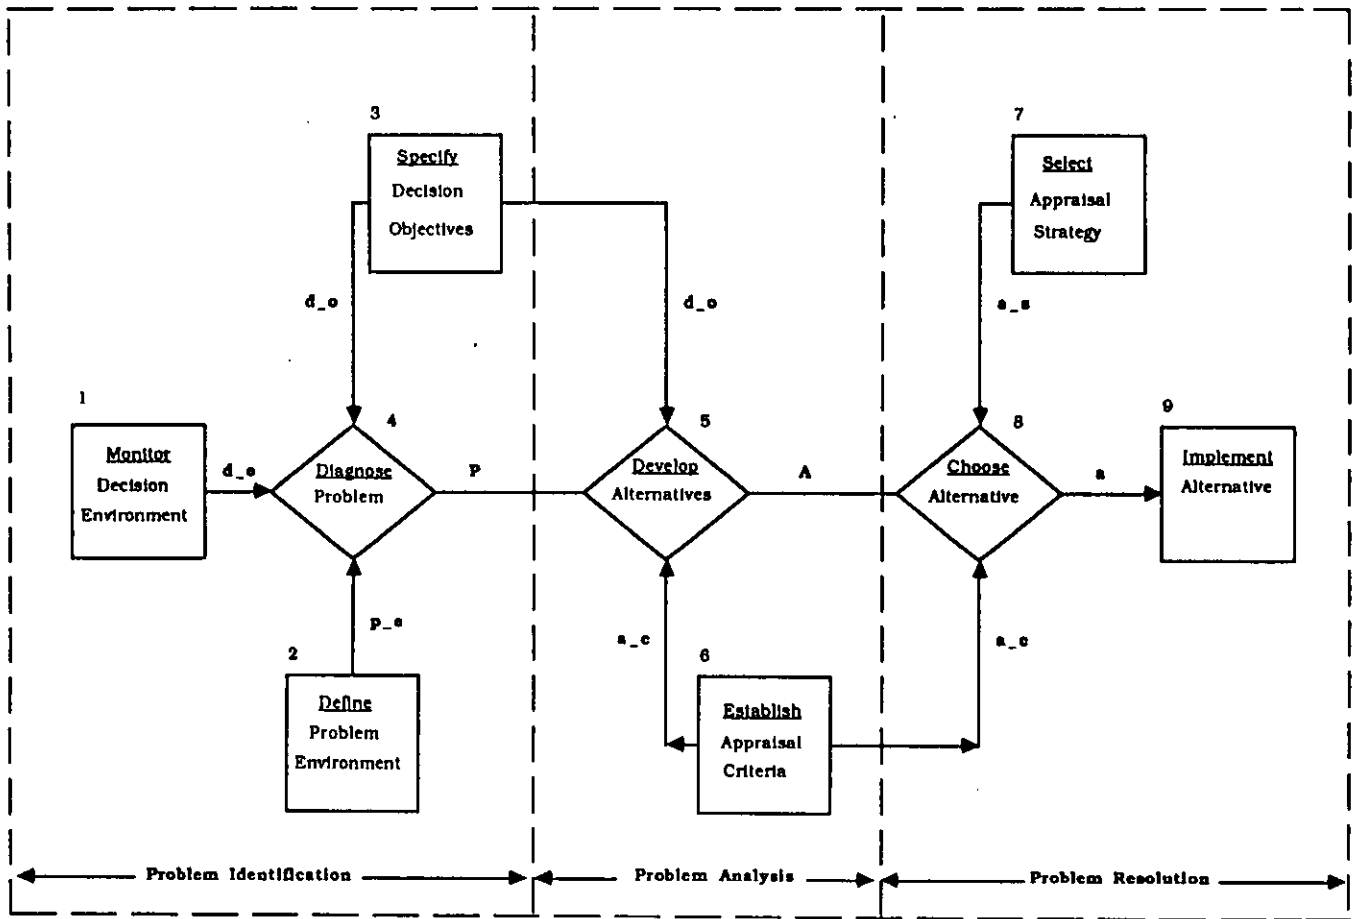 3
Specify
Decision
Objectives
7
Select
Appraisal
Strategy
d_o
d_o
a_s
1
Monitor
Decision
Environment
d_e
4
Diagnose
Problem
P
5
Develop
Alternatives
A
8
Choose
Alternative
a
9
Implement
Alternative
p_e
a_c
a_c
2
Define
Problem
Environment
6
Establish
Appraisal
Criteria
Problem Identification
Problem Analysis
Problem Resolution